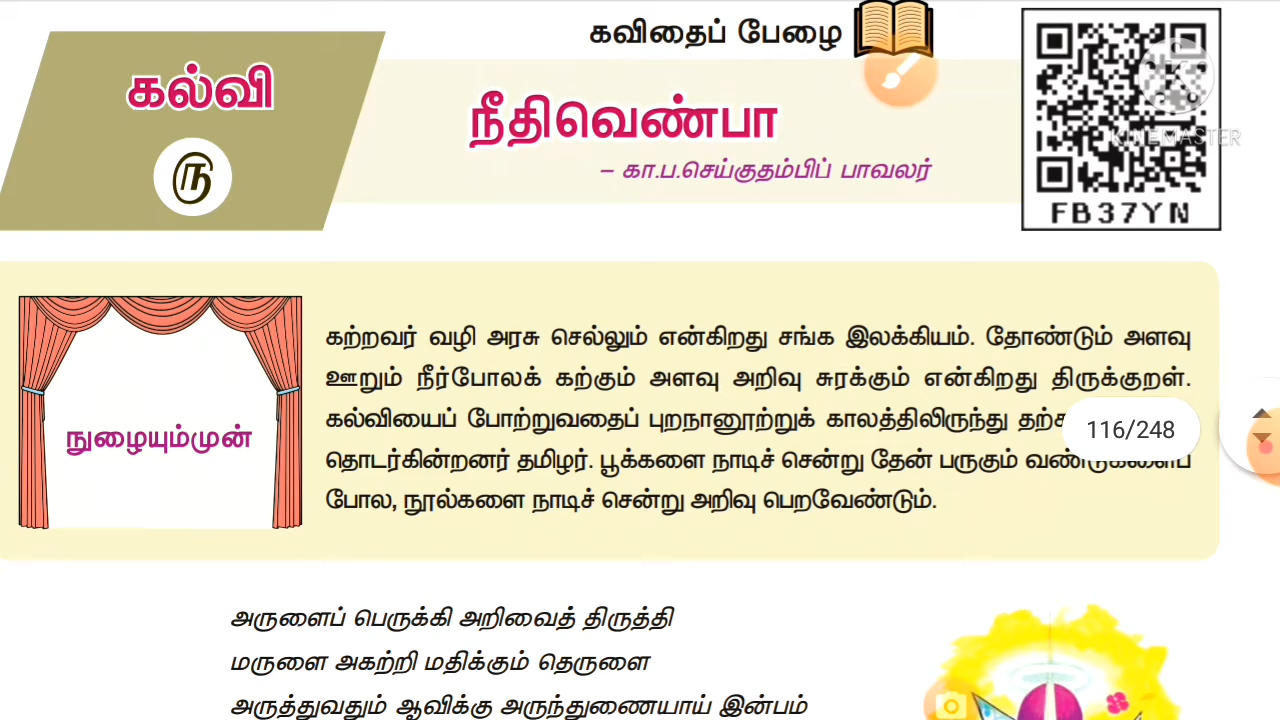 கவிதைப் பேழை
கல்வி
௫
நீதிவெண்பா
– கா.ப.செய்குதம்பிப் பாவலர்
KINEMASTER
FB37YN
நுழையும்முன்
கற்றவர் வழி அரசு செல்லும் என்கிறது சங்க இலக்கியம். தோண்டும் அளவு
ஊறும் நீர்போலக் கற்கும் அளவு அறிவு சுரக்கும் என்கிறது திருக்குறள்.
கல்வியைப் போற்றுவதைப் புறநானூற்றுக் காலத்திலிருந்து
தொடர்கின்றனர் தமிழர். பூக்களை நாடிச் சென்று தேன் பருகும்
போல, நூல்களை நாடிச் சென்று அறிவு பெறவேண்டும்.
116/248
அருளைப் பெருக்கி அறிவைத் திருத்தி
மருளை அகற்றி மதிக்கும் தெருளை
அருத்துவதும் ஆவிக்கு அருந்துணையாய் இன்பம்